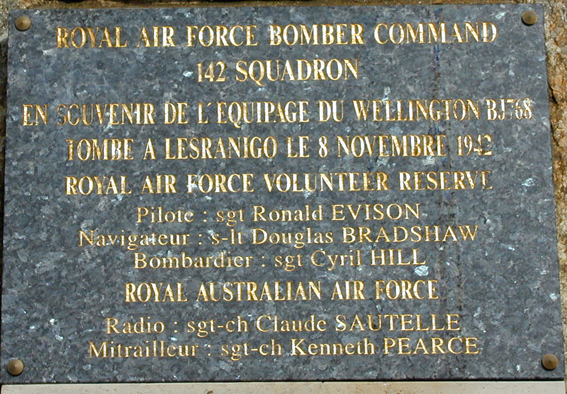 ROYAL AIR FORCE BOMBER COMMAND
142 SQUADRON
EN SOUVENIR DE L'EQUIPAGE DU WELLINGTON BJ768
TOMBE A LESRANIGO LE 8 NOVEMBRE 1942
ROYAL AIR FORCE VOLUNTEER RESERVE
Pilote : sgt Ronald EVISON
Navigateur : s-lt Douglas BRADSHAW
Bombardier : sgt Cyril HILL
ROYAL AUSTRALIAN AIR FORCE
Radio : sgt-ch Claude SAUTELLE
Mitrailleur : sgt-ch Kenneth PEARCE